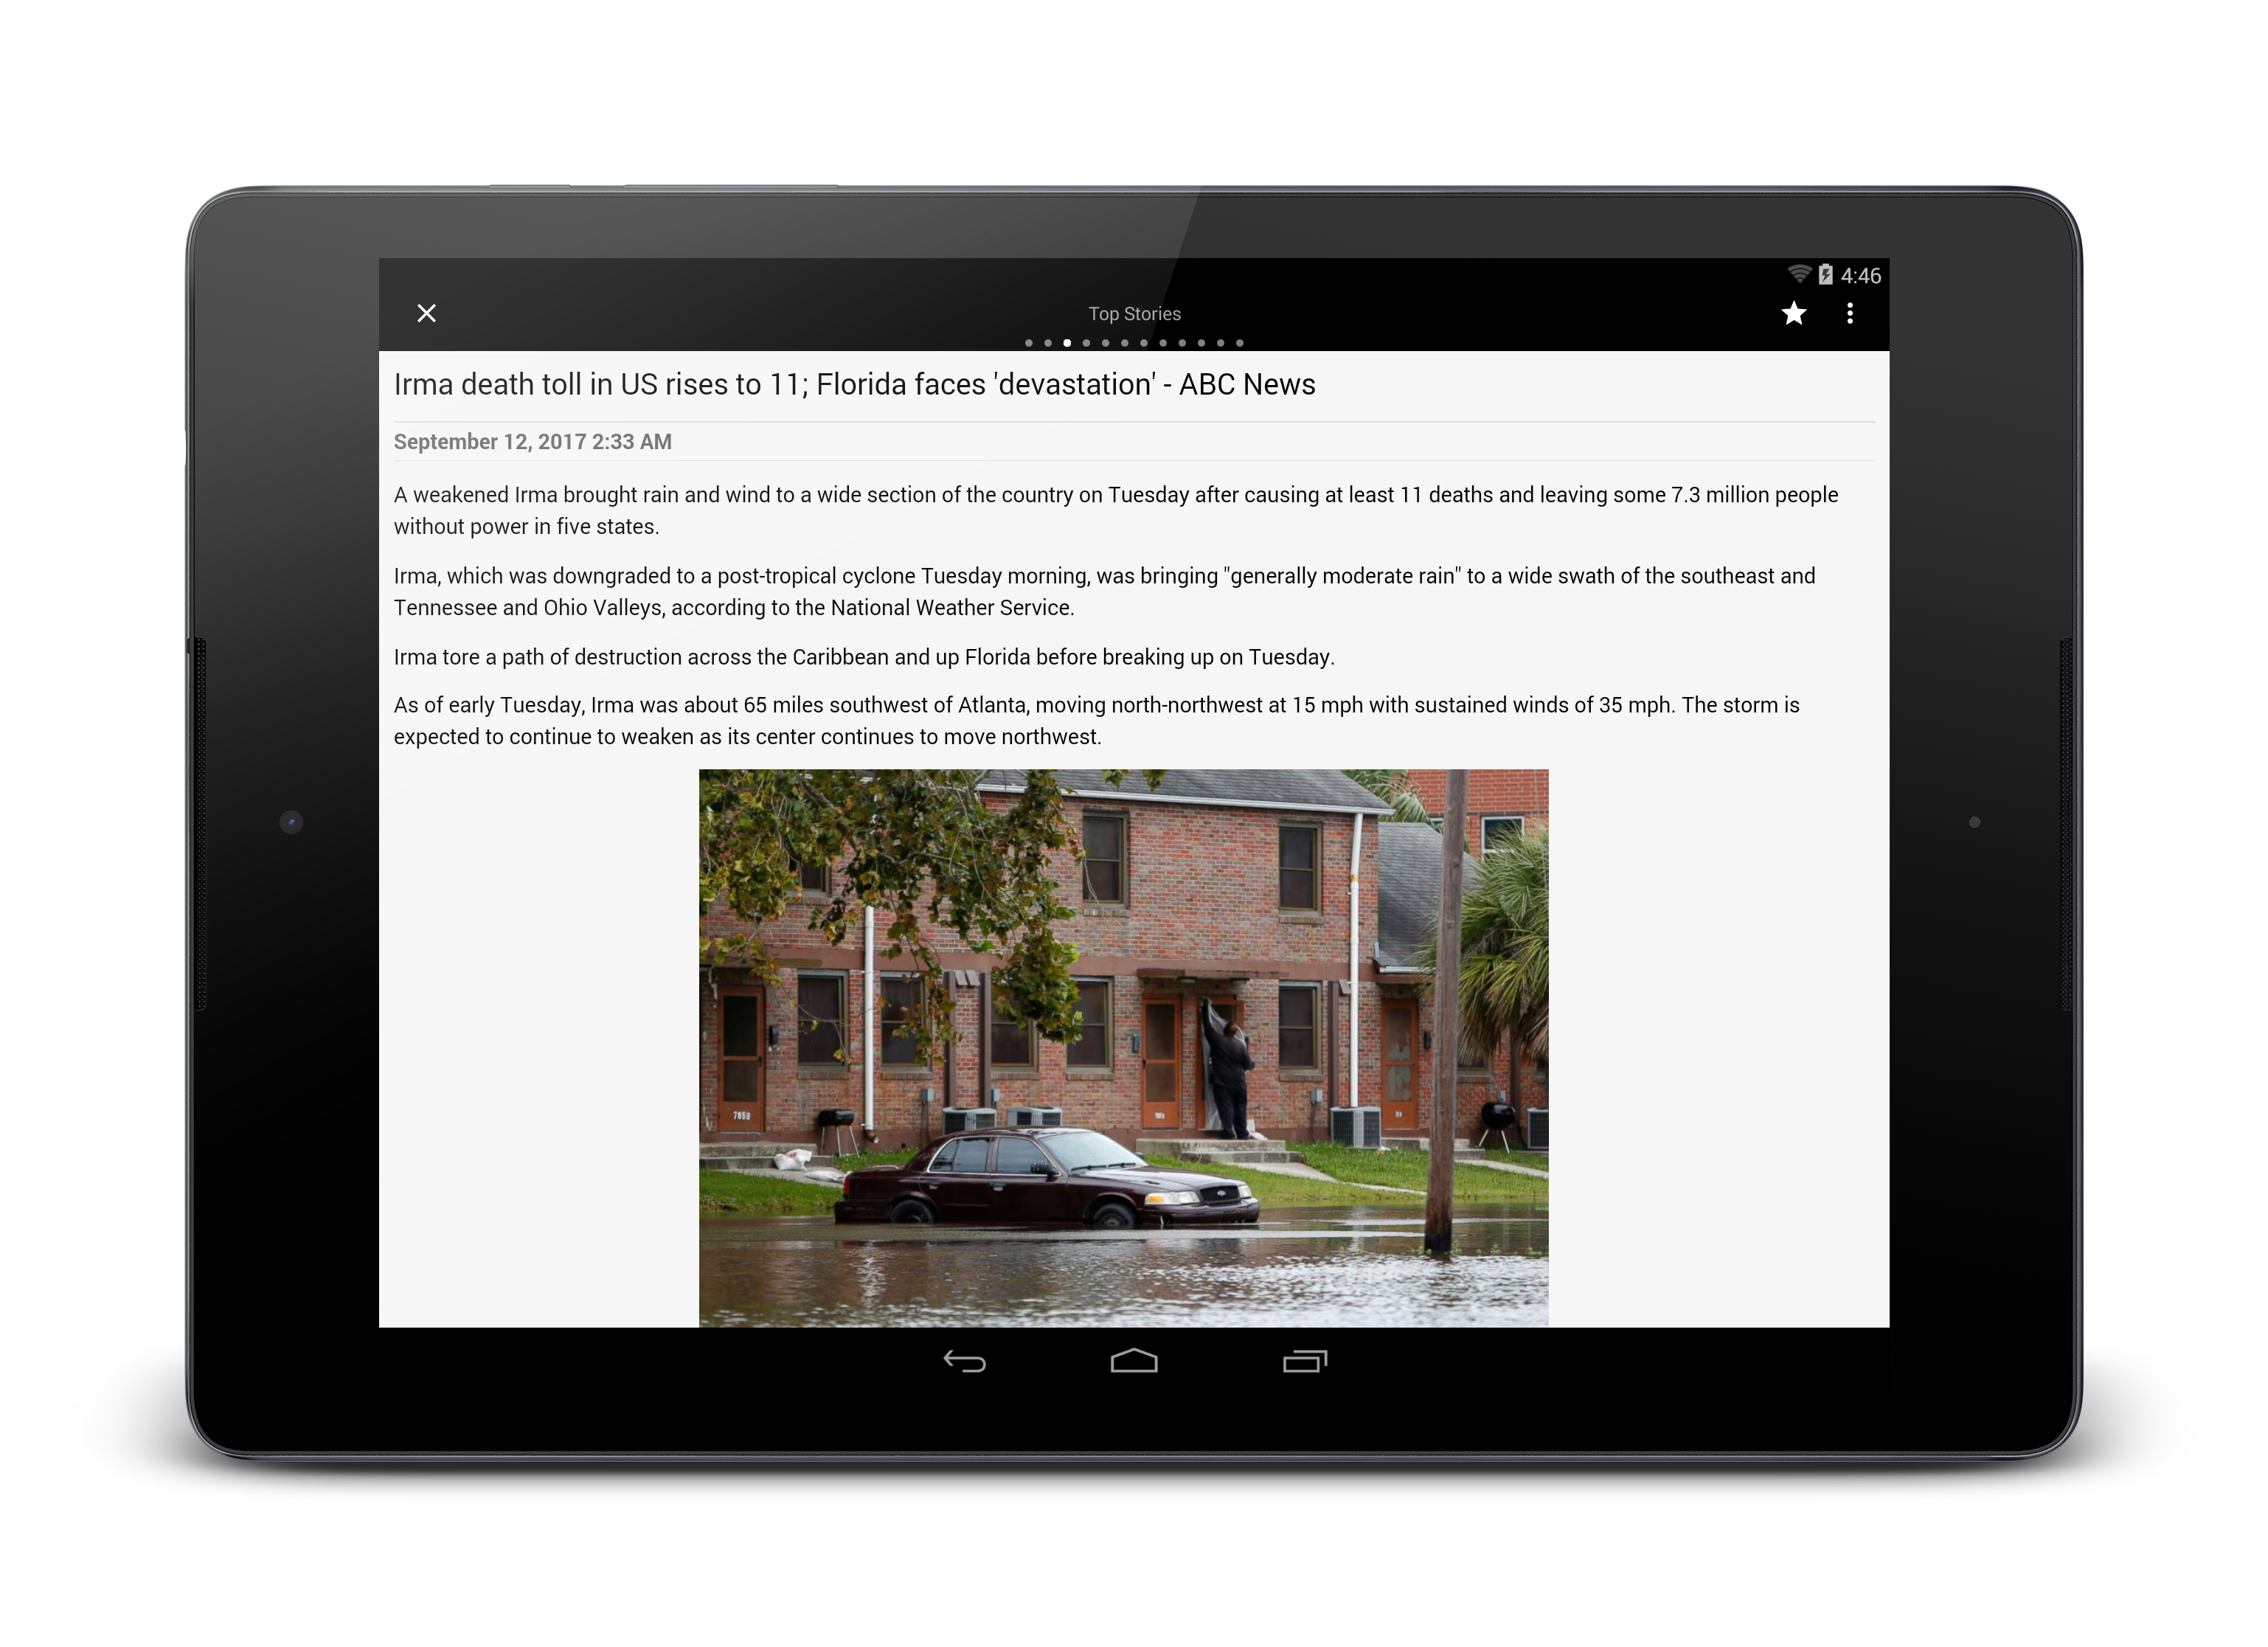 4:46
Top Stories
Irma death toll in US rises to 11; Florida faces 'devastation' - ABC News
September 12, 2017 2:33 AM
A weakened Irma brought rain and wind to a wide section of the country on Tuesday after causing at least 11 deaths and leaving some 7.3 million people
without power in five states.
Irma, which was downgraded to a post-tropical cyclone Tuesday morning, was bringing "generally moderate rain" to a wide swath of the southeast and
Tennessee and Ohio Valleys, according to the National Weather Service.
Irma tore a path of destruction across the Caribbean and up Florida before breaking up on Tuesday.
As of early Tuesday, Irma was about 65 miles southwest of Atlanta, moving north-northwest at 15 mph with sustained winds of 35 mph. The storm is
expected to continue to weaken as its center continues to move northwest.